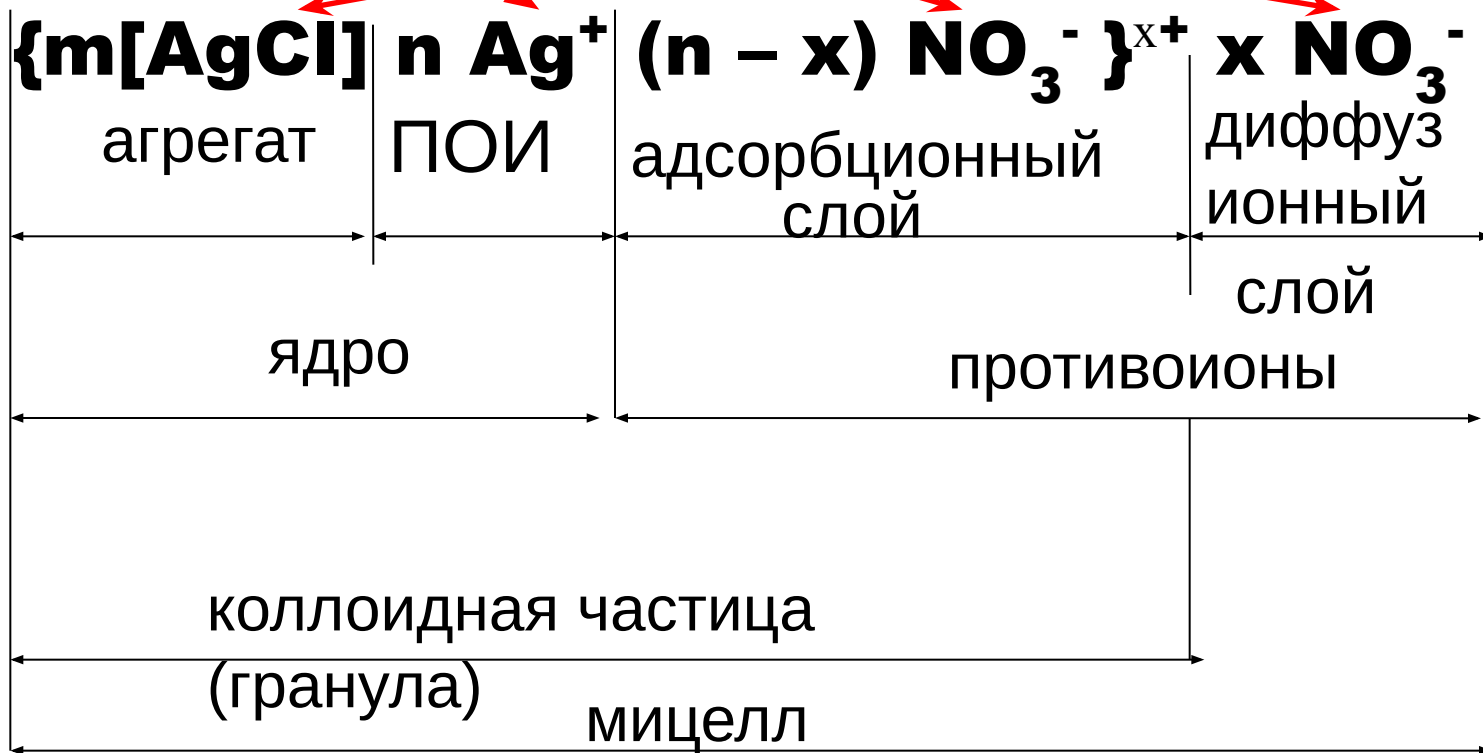 {m[AgCl] n Ag⁺ (n – x) NO₃⁻ }ˣ⁺ x NO₃⁻
агрегат ПОИ адсорбционный слой диффуз
ионный
слой
ядро противоионы
коллоидная частица
(гранула)
мицелл